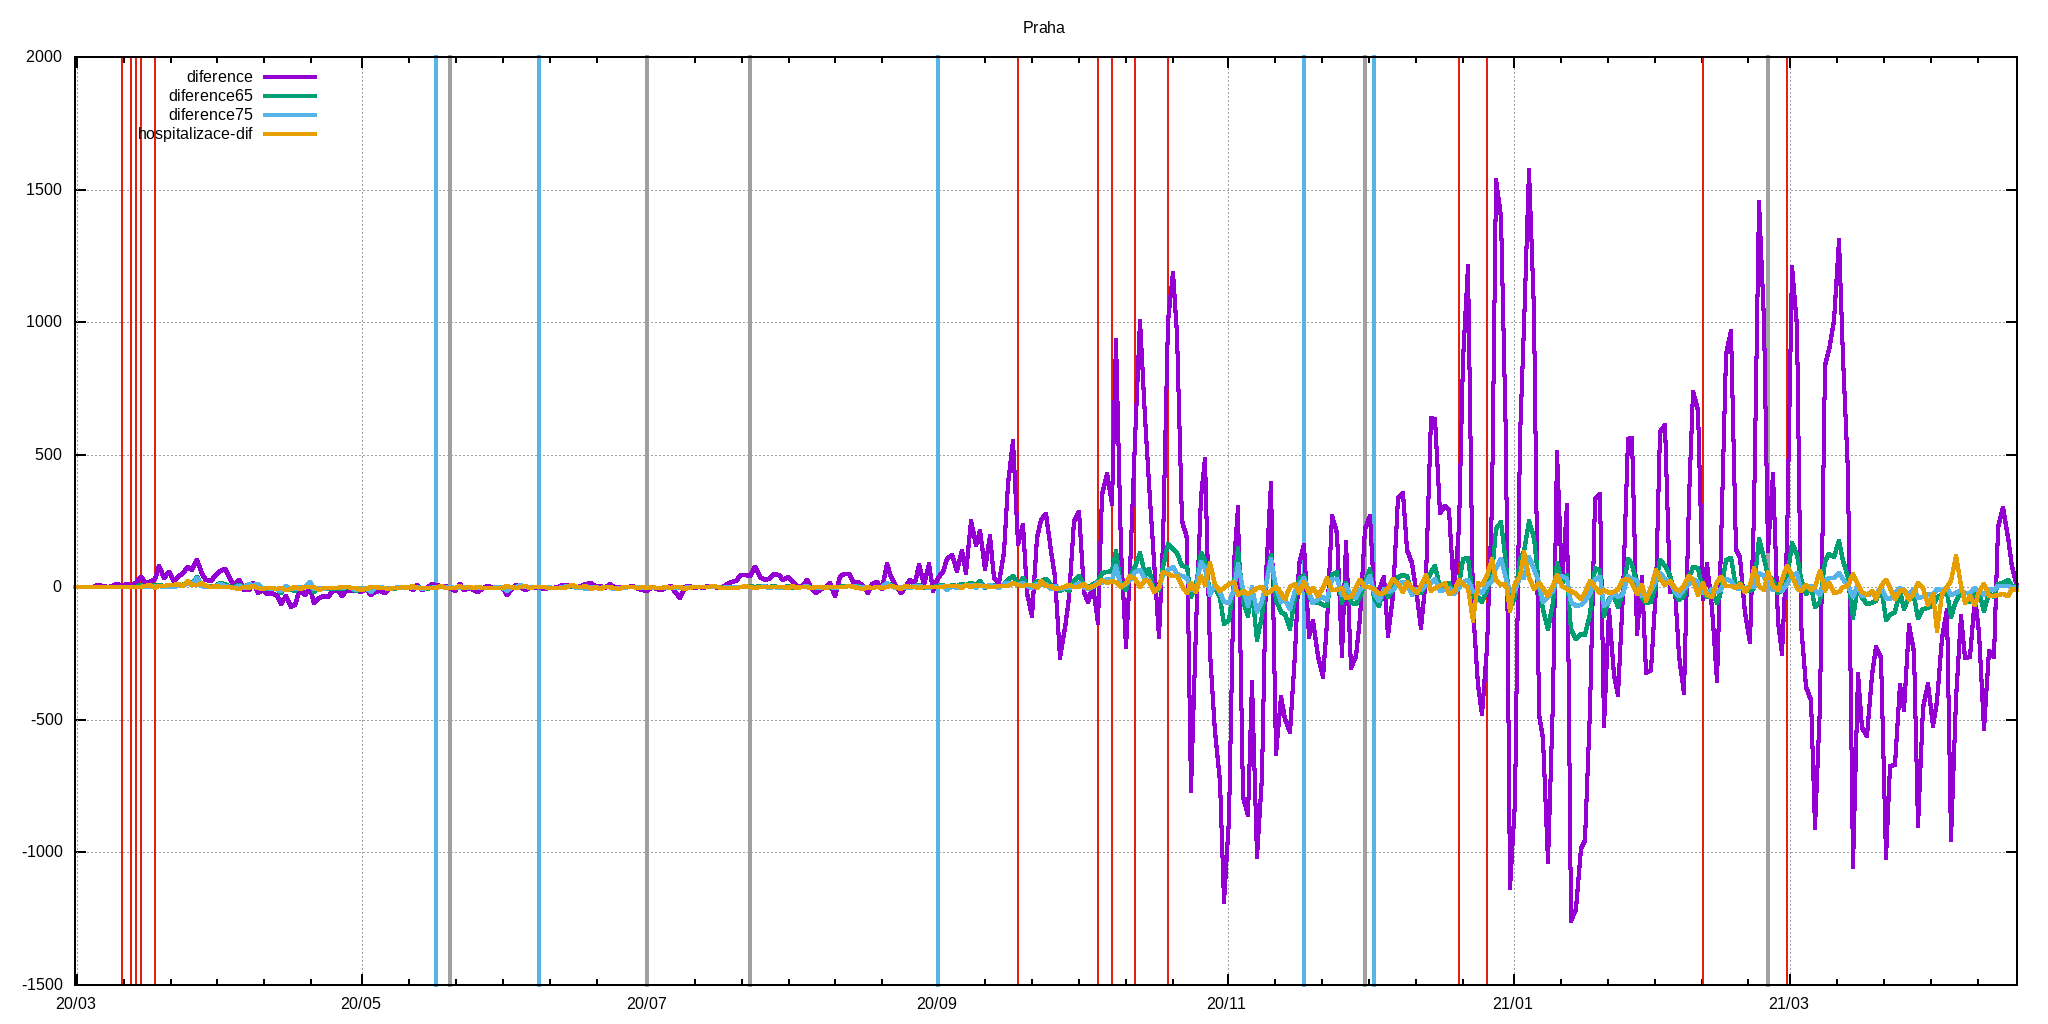 Praha
2000
1500
1000
500
0
-500
-1000
-1500
diference
diference65
diference75
hospitalizace-dif
20/03 20/05 20/07 20/09 20/11 21/01 21/03